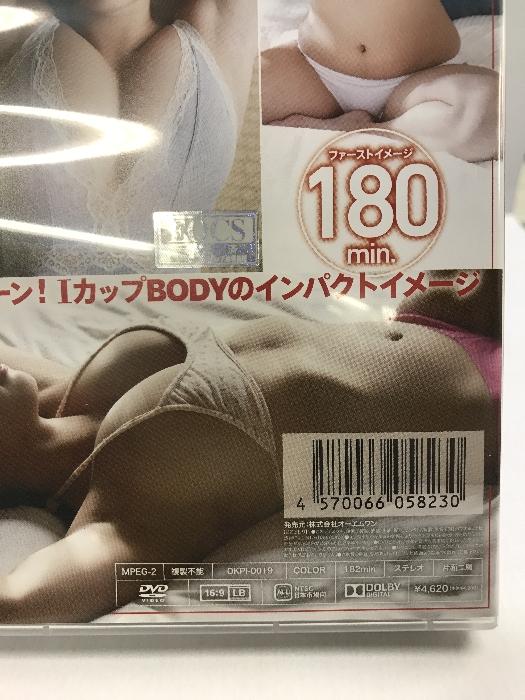 ファーストイメージ
180
min.
ーン! IカップBODYのインパクトイメージ
4 570066 058230
発売元:株式会社オーエムワン
MPEG-2 複製不能 OKPI-0019 COLOR 182min ステレオ 片面二層
DVD VIDEO 16:9 LB ALL NTSC 日本市場向 DOLBY DIGITAL ¥4,620